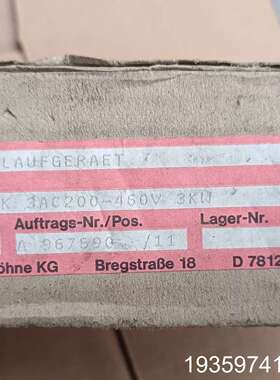 LAUFGERAET
K 3AC200-460V 3KW
Auftrags-Nr./Pos.
Lager-Nr.
A 967590 /11
öhne KG Bregstraße 18 D 7812
19359741